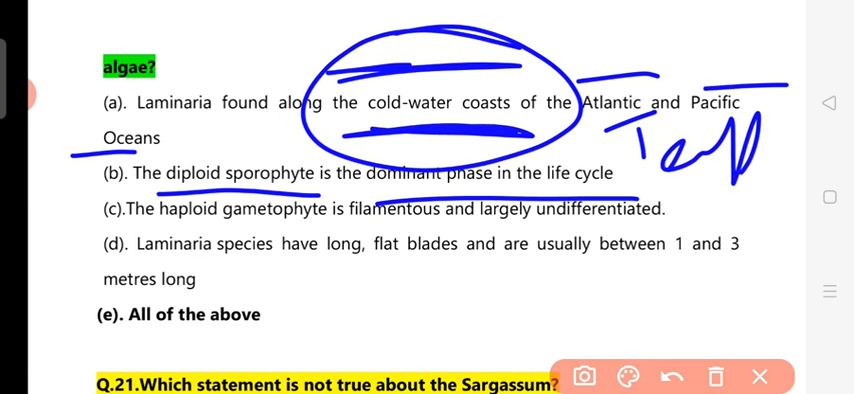 algae?
(a). Laminaria found along the cold-water coasts of the Atlantic and Pacific
Oceans
(b). The diploid sporophyte is the dominant phase in the life cycle
(c).The haploid gametophyte is filamentous and largely undifferentiated.
(d). Laminaria species have long, flat blades and are usually between 1 and 3
metres long
(e). All of the above
Q.21.Which statement is not true about the Sargassum?